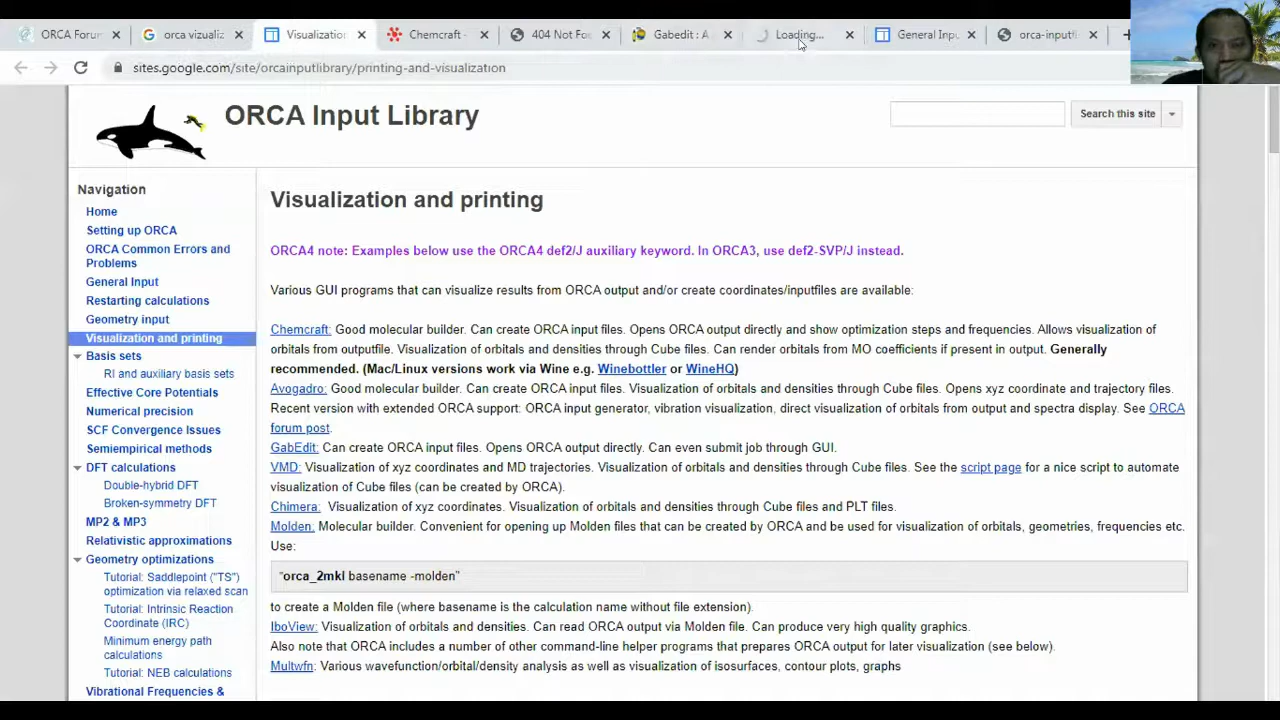 ORCA Foru
orca vizualiz
Visualizatio
Chemcraft -
404 Not Fo
Gabedit : A
Loading...
General Inpu
orca-input
sites.google.com/site/orcainputlibrary/printing-and-visualization
ORCA Input Library
Search this site
Navigation
Home
Setting up ORCA
ORCA Common Errors and
Problems
General Input
Restarting calculations
Geometry input
Visualization and printing
Basis sets
RI and auxiliary basis sets
Effective Core Potentials
Numerical precision
SCF Convergence Issues
Semiempirical methods
DFT calculations
Double-hybrid DFT
Broken-symmetry DFT
MP2 & MP3
Relativistic approximations
Geometry optimizations
Tutorial: Saddlepoint ("TS")
optimization via relaxed scan
Tutorial: Intrinsic Reaction
Coordinate (IRC)
Minimum energy path
calculations
Tutorial: NEB calculations
Vibrational Frequencies &
Visualization and printing
ORCA4 note: Examples below use the ORCA4 def2/J auxiliary keyword. In ORCA3, use def2-SVP/J instead.
Various GUI programs that can visualize results from ORCA output and/or create coordinates/inputfiles are available:
Chemcraft: Good molecular builder. Can create ORCA input files. Opens ORCA output directly and show optimization steps and frequencies. Allows visualization of
orbitals from outputfile. Visualization of orbitals and densities through Cube files. Can render orbitals from MO coefficients if present in output. Generally
recommended. (Mac/Linux versions work via Wine e.g. Winebottler or WineHQ)
Avogadro: Good molecular builder. Can create ORCA input files. Visualization of orbitals and densities through Cube files. Opens xyz coordinate and trajectory files.
Recent version with extended ORCA support: ORCA input generator, vibration visualization, direct visualization of orbitals from output and spectra display. See ORCA
forum post.
GabEdit: Can create ORCA input files. Opens ORCA output directly. Can even submit job through GUI.
VMD: Visualization of xyz coordinates and MD trajectories. Visualization of orbitals and densities through Cube files. See the script page for a nice script to automate
visualization of Cube files (can be created by ORCA).
Chimera: Visualization of xyz coordinates. Visualization of orbitals and densities through Cube files and PLT files.
Molden: Molecular builder. Convenient for opening up Molden files that can be created by ORCA and be used for visualization of orbitals, geometries, frequencies etc.
Use:
"orca_2mkl basename -molden"
to create a Molden file (where basename is the calculation name without file extension).
IboView: Visualization of orbitals and densities. Can read ORCA output via Molden file. Can produce very high quality graphics.
Also note that ORCA includes a number of other command-line helper programs that prepares ORCA output for later visualization (see below).
Multwfn: Various wavefunction/orbital/density analysis as well as visualization of isosurfaces, contour plots, graphs